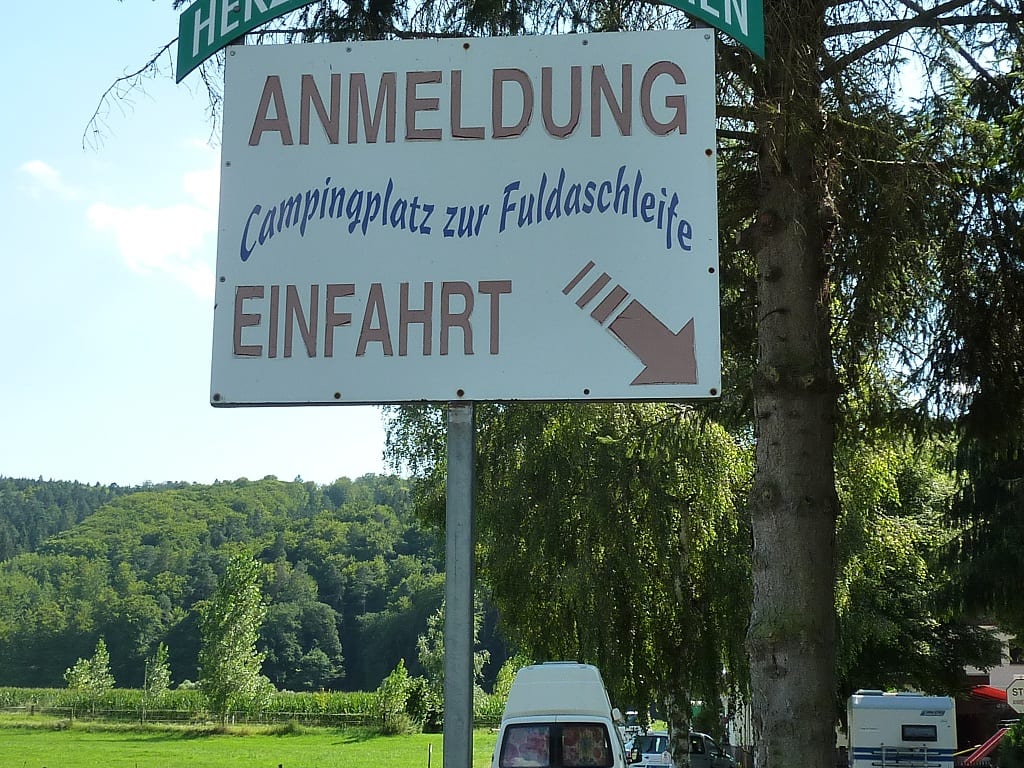 ANMELDUNG
Campingplatz zur Fuldaschleife
EINFAHRT